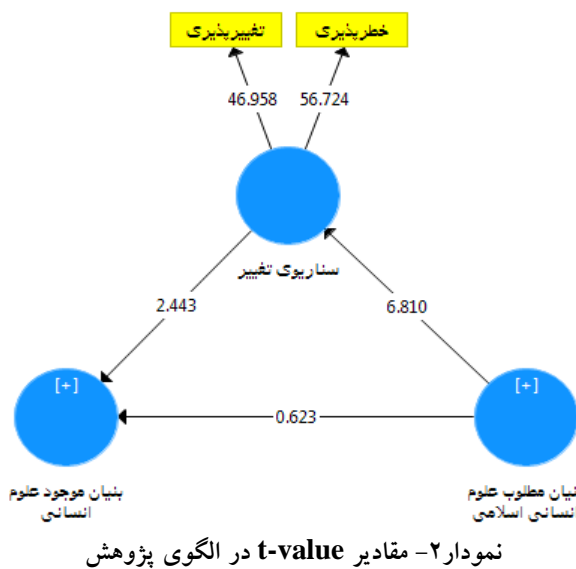 تغییرپذیری
خطرپذیری
46.958
56.724
سناریوی تغییر
2.443
6.810
[+]
[+]
0.623
بنیان موجود علوم
انسانی
نیان مطلوب علوم
انسانی اسلامی
نمودار۲- مقادیر t-value در الگوی پژوهش